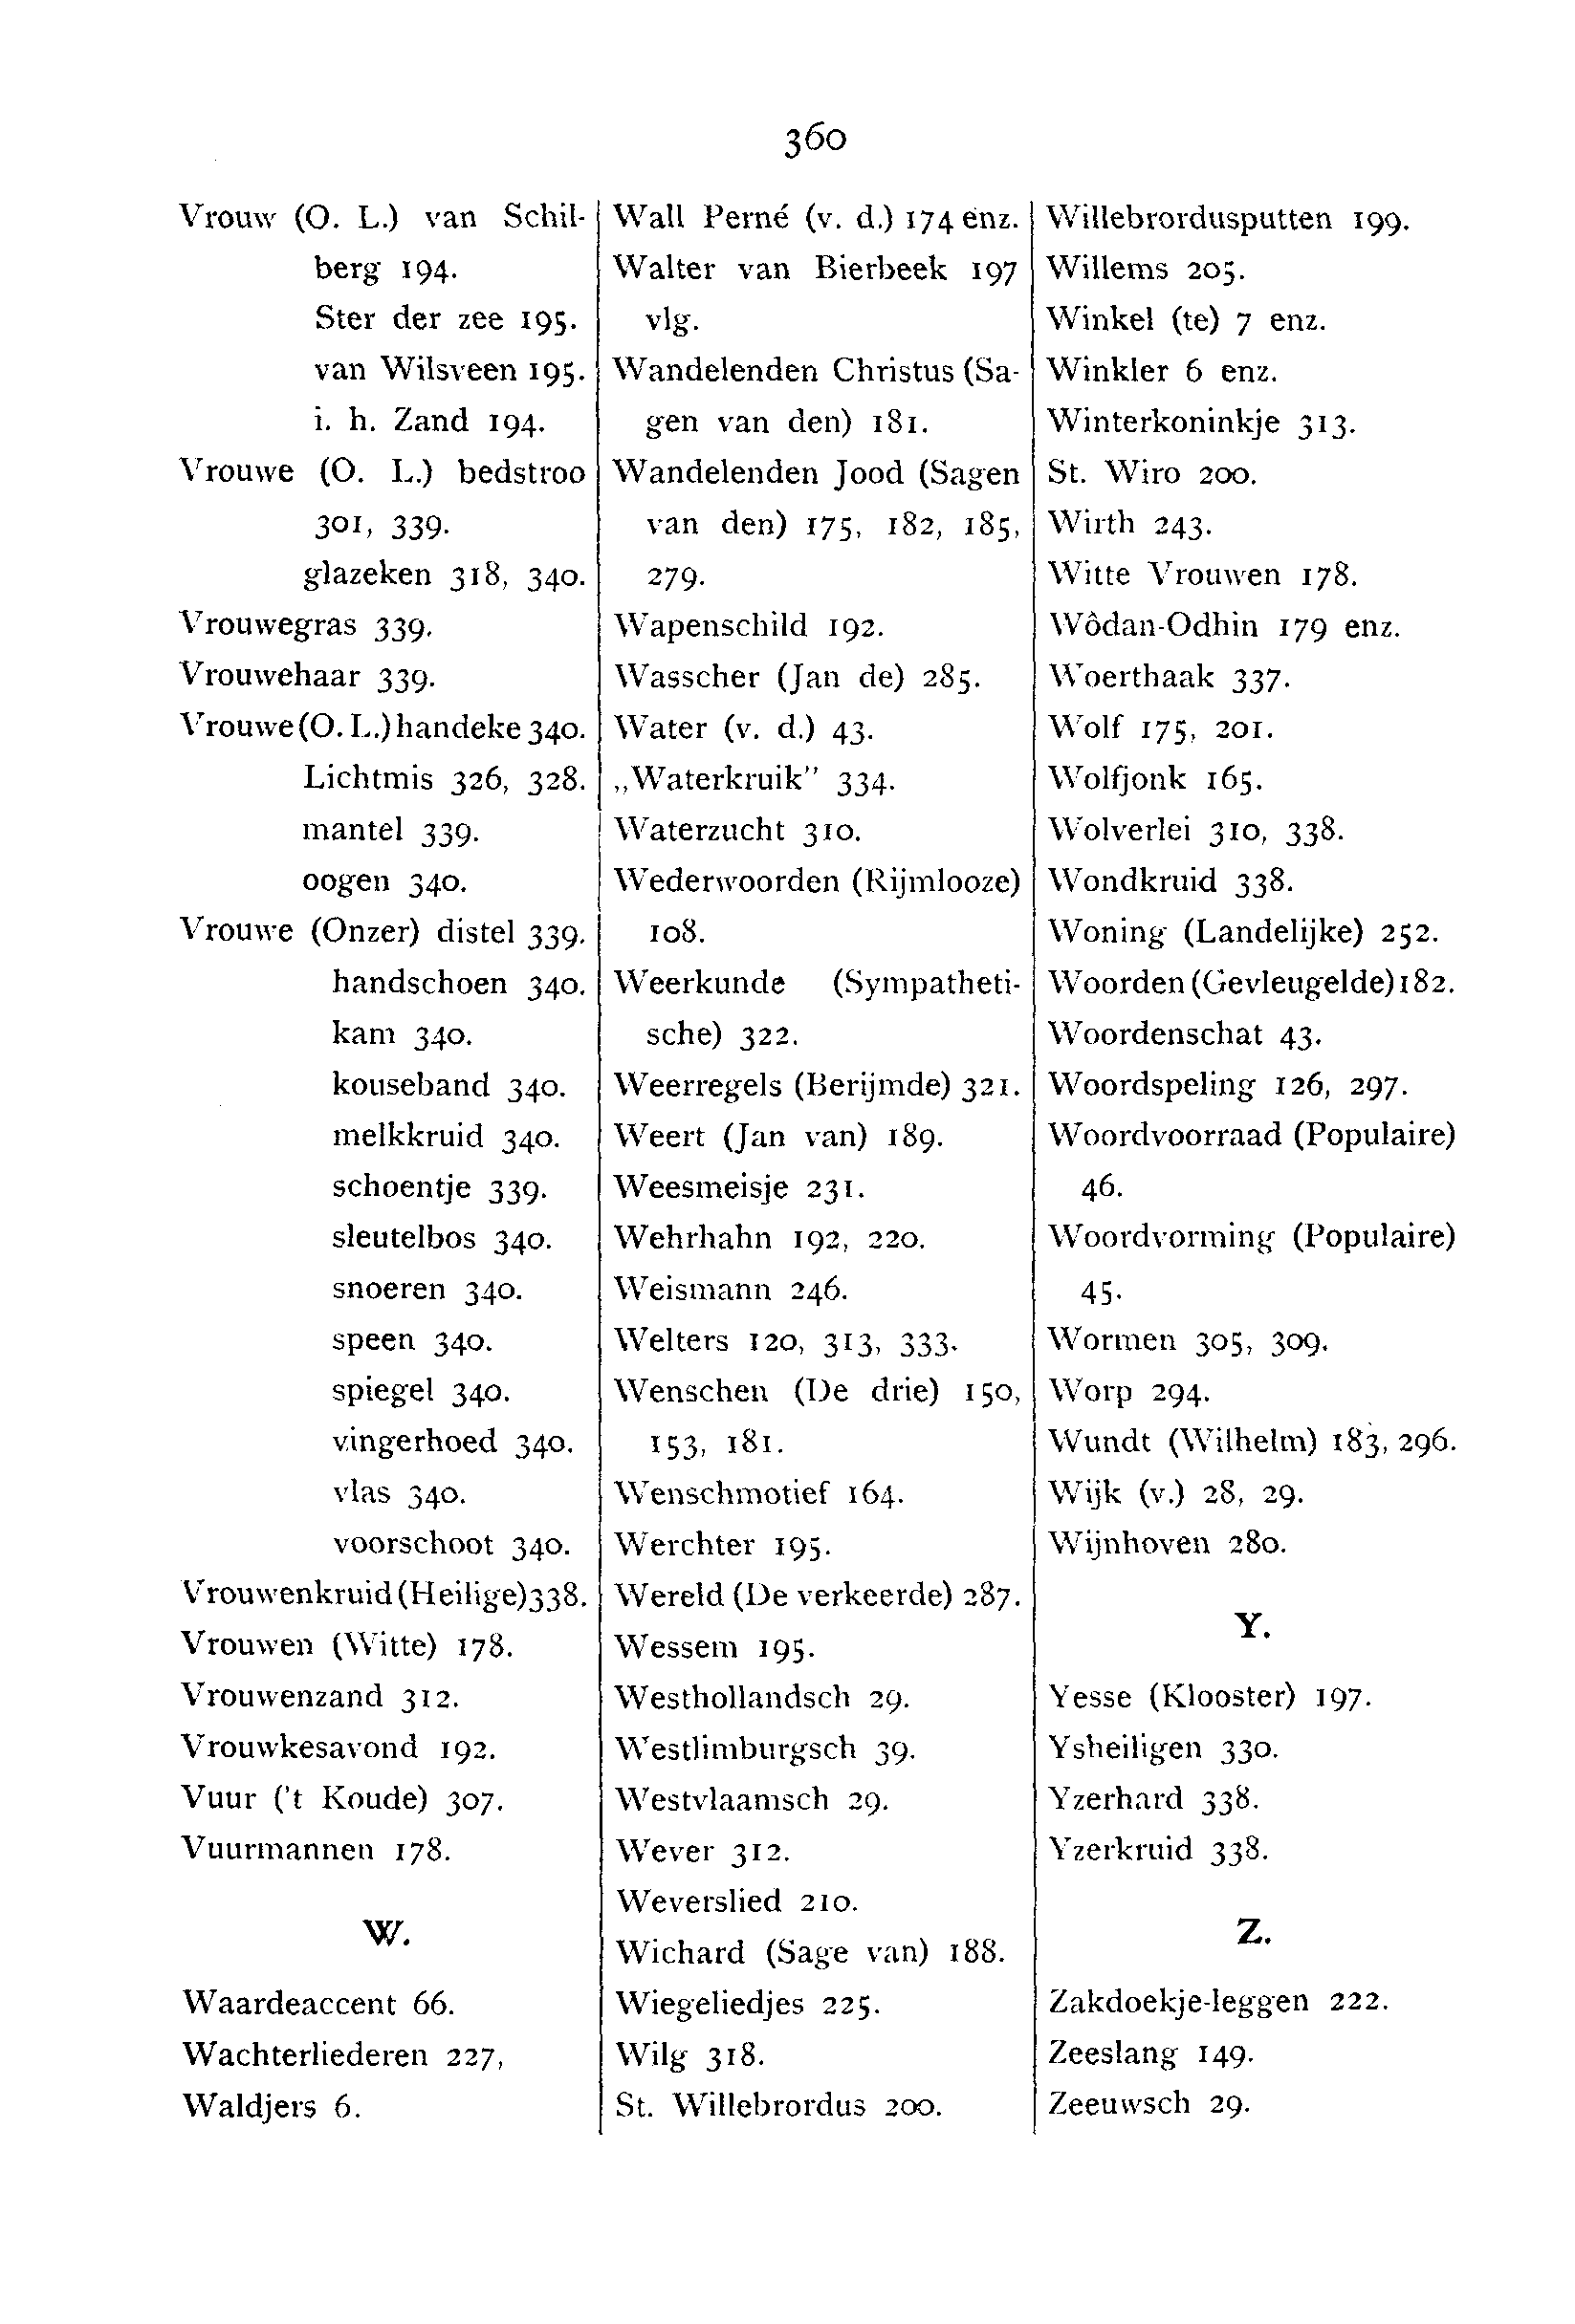 360
Vrouw (O. L.) van Schil-
berg 194.
Ster der zee 195.
van Wilsveen 195.
i. h. Zand 194.
Vrouwe (O. L.) bedstroo
301, 339.
glazeken 318, 340.
Vrouwegras 339.
Vrouwehaar 339.
Vrouwe (O. L.) handeke 340.
Lichtmis 326, 328.
mantel 339.
oogen 340.
Vrouwe (Onzer) distel 339.
handschoen 340.
kam 340.
kouseband 340.
melkkruid 340.
schoentje 339.
sleutelbos 340.
snoeren 340.
speen 340.
spiegel 340.
vingerhoed 340.
vlas 340.
voorschoot 340.
Vrouwenkruid (Heilige) 338.
Vrouwen (Witte) 178.
Vrouwenzand 312.
Vrouwkesavond 192.
Vuur ('t Koude) 307.
Vuurmannen 178.
W.
Waardeaccent 66.
Wachterliederen 227,
Waldjers 6.
Wall Perné (v. d.) 174 enz.
Walter van Bierbeek 197
vlg.
Wandelenden Christus (Sa-
gen van den) 181.
Wandelenden Jood (Sagen
van den) 175, 182, 185,
279.
Wapenschild 192.
Wasscher (Jan de) 285.
Water (v. d.) 43.
„Waterkruik” 334.
Waterzucht 310.
Wederwoorden (Rijmlooze)
108.
Weerkunde (Sympatheti-
sche) 322.
Weerregels (Berijmde) 321.
Weert (Jan van) 189.
Weesmeisje 231.
Wehrhahn 192, 220.
Weismann 246.
Welters 120, 313, 333.
Wenschen (De drie) 150,
153, 181.
Wenschmotief 164.
Werchter 195.
Wereld (De verkeerde) 287.
Wessem 195.
Westhollandsch 29.
Westlimburgsch 39.
Westvlaamsch 29.
Wever 312.
Weverslied 210.
Wichard (Sage van) 188.
Wiegeliedjes 225.
Wilg 318.
St. Willebrordus 200.
Willebrordusputten 199.
Willems 205.
Winkel (te) 7 enz.
Winkler 6 enz.
Winterkoninkje 313.
St. Wiro 200.
Wirth 243.
Witte Vrouwen 178.
Wôdan-Odhin 179 enz.
Woerthaak 337.
Wolf 175, 201.
Wolfjonk 165.
Wolverlei 310, 338.
Wondkruid 338.
Woning (Landelijke) 252.
Woorden (Gevleugelde) 182.
Woordenschat 43.
Woordspeling 126, 297.
Woordvoorraad (Populaire)
46.
Woordvorming (Populaire)
45.
Wormen 305, 309.
Worp 294.
Wundt (Wilhelm) 183, 296.
Wijk (v.) 28, 29.
Wijnhoven 280.
Y.
Yesse (Klooster) 197.
Ysheiligen 330.
Yzerhard 338.
Yzerkruid 338.
Z.
Zakdoekje-leggen 222.
Zeeslang 149.
Zeeuwsch 29.